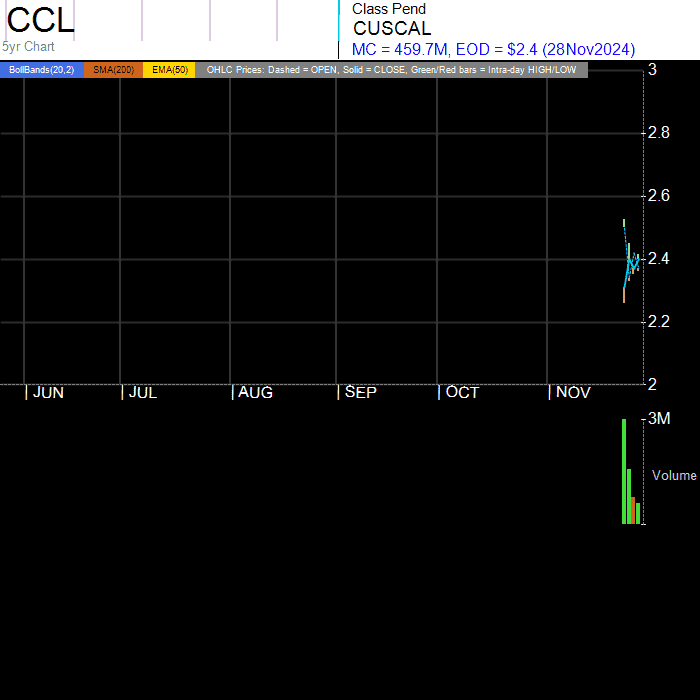 CCL
5yr Chart
Class Pend
CUSCAL
MC = 459.7M, EOD = $2.4 (28Nov2024)
BollBands(20,2) SMA(200) EMA(50) OHLC Prices: Dashed = OPEN, Solid = CLOSE, Green/Red bars = Intra-day HIGH/LOW
3
2.8
2.6
2.4
2.2
2
| JUN | JUL | AUG | SEP | OCT | NOV
3M
Volume